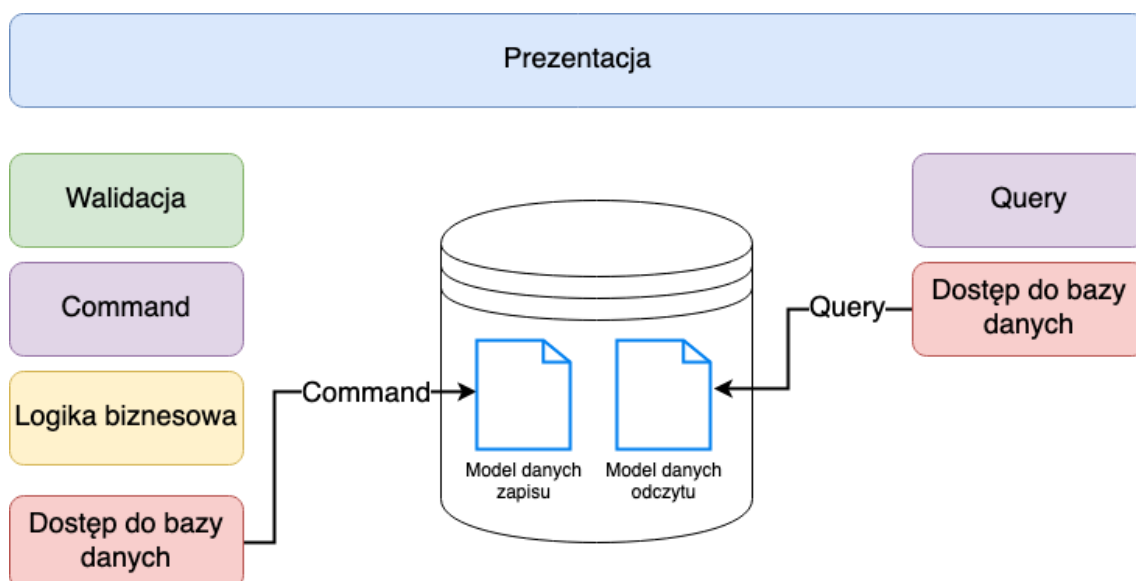 Prezentacja
Walidacja
Command
Logika biznesowa
Dostęp do bazy
danych
Command
Model danych
zapisu
Model danych
odczytu
Query
Query
Dostęp do bazy
danych